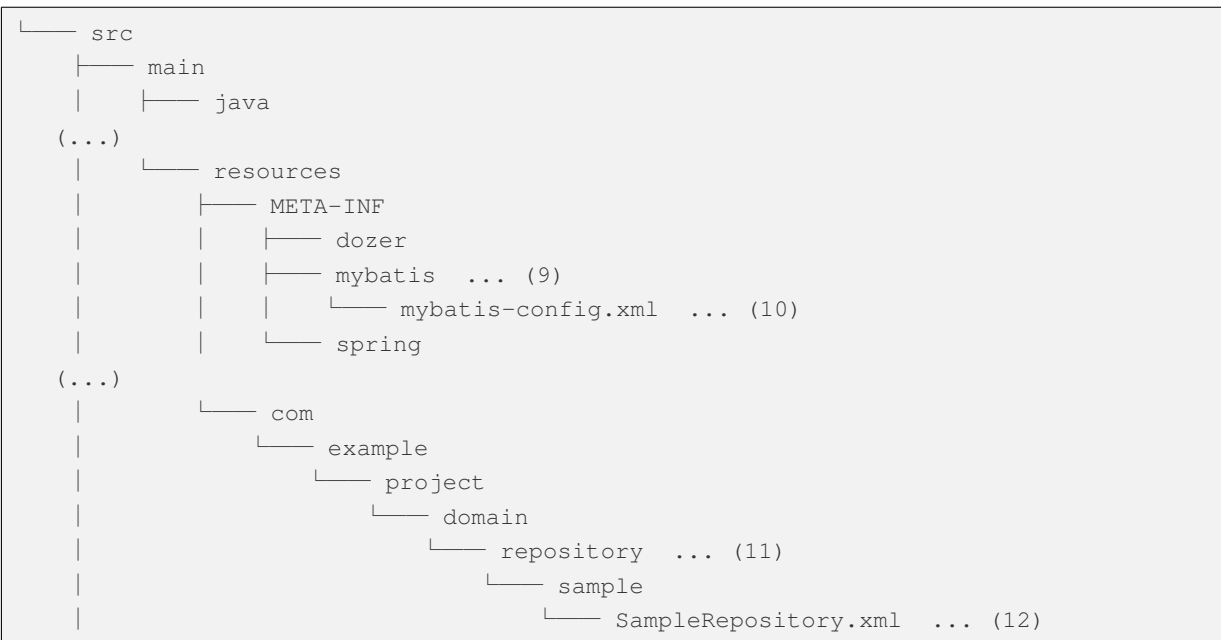 └── src
    ├── main
    │   ├── java
   (...)
    │   └── resources
    │       ├── META-INF
    │       │   ├── dozer
    │       │   ├── mybatis  ... (9)
    │       │   │   └── mybatis-config.xml  ... (10)
    │       │   └── spring
   (...)
    │       └── com
    │           └── example
    │               └── project
    │                   └── domain
    │                       └── repository  ... (11)
    │                           └── sample
    │                               └── SampleRepository.xml  ... (12)